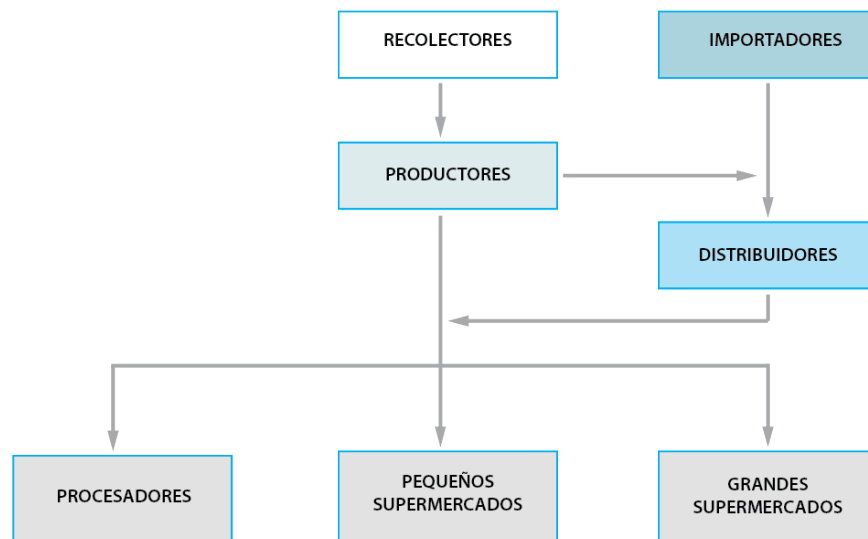 RECOLECTORES
IMPORTADORES
PRODUCTORES
DISTRIBUIDORES
PROCESADORES
PEQUEÑOS
SUPERMERCADOS
GRANDES
SUPERMERCADOS